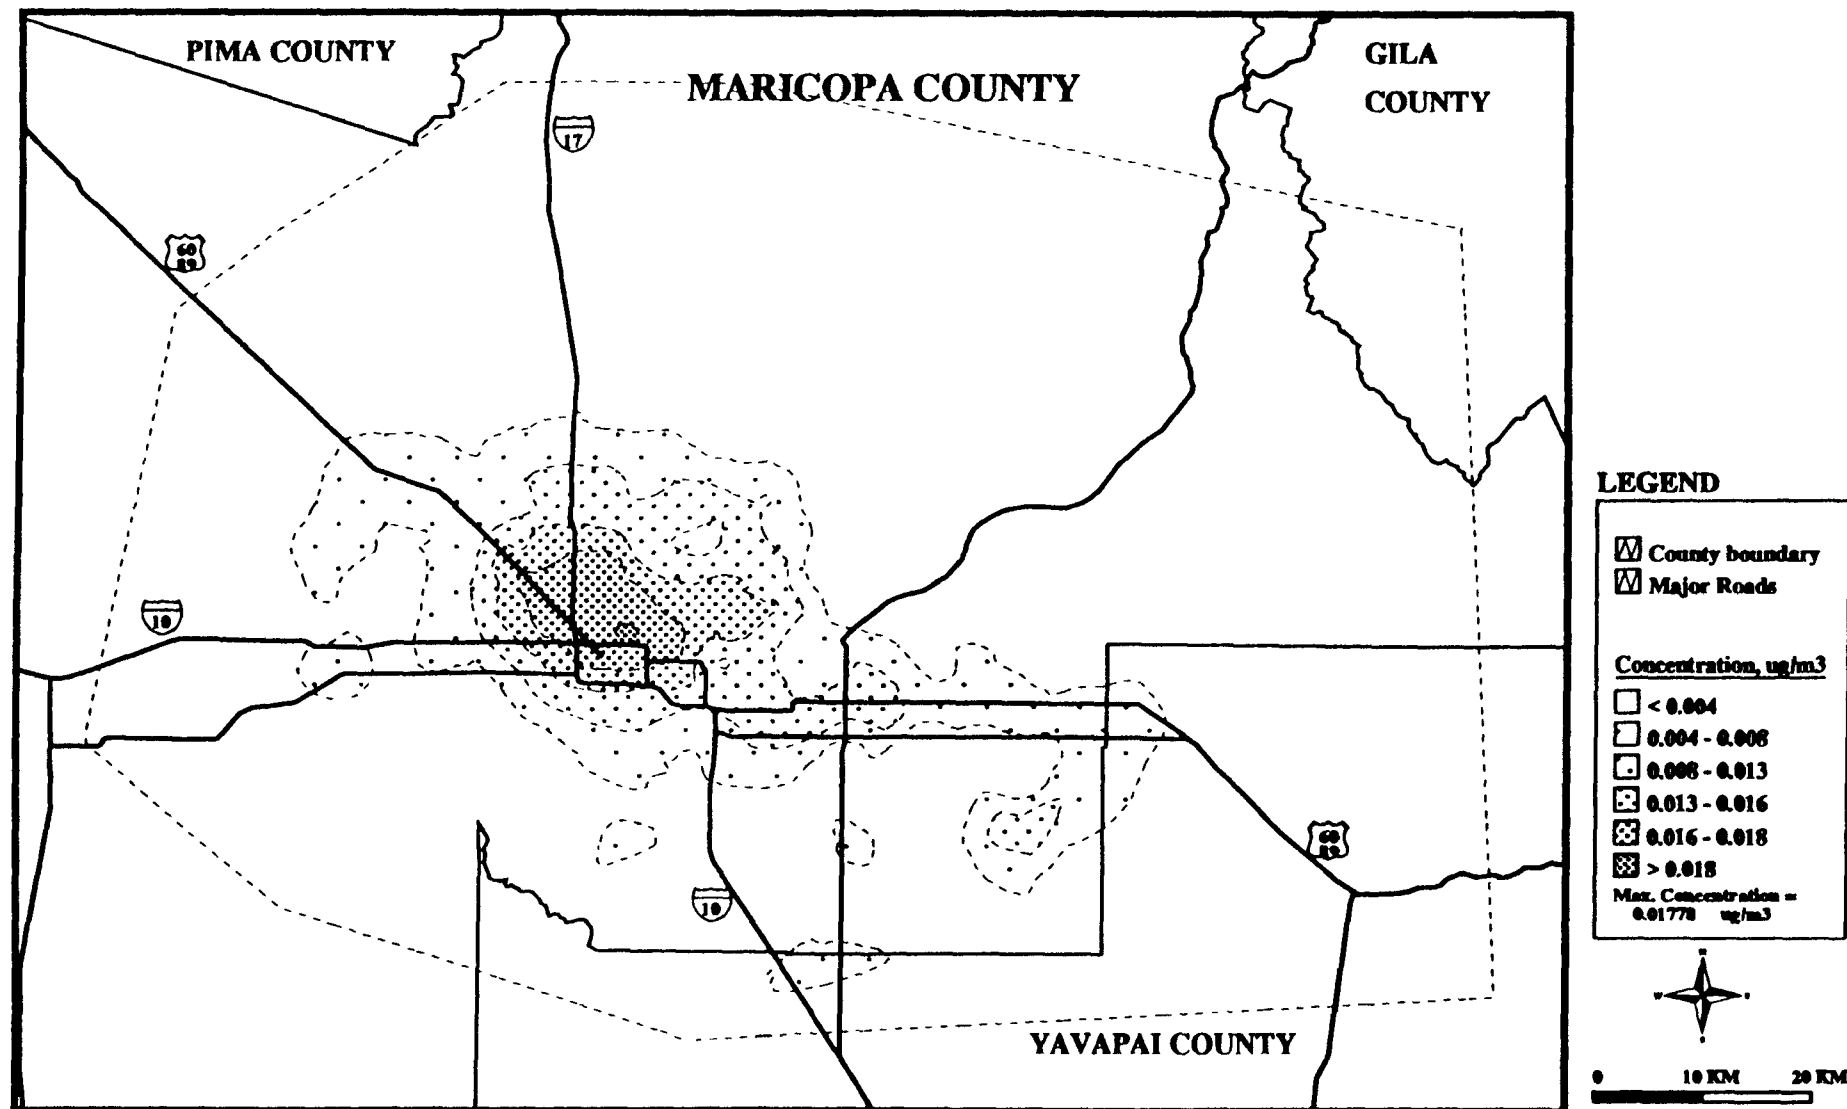 PIMA COUNTY
MARICOPA COUNTY
GILA
COUNTY
17
60
89
10
LEGEND
County boundary
Major Roads
Concentration, ug/m3
< 0.004
0.004 - 0.008
0.008 - 0.013
0.013 - 0.016
0.016 - 0.018
> 0.018
Max. Concentration =
0.01778 ug/m3
60
89
10
YAVAPAI COUNTY
0 10 KM 20 KM